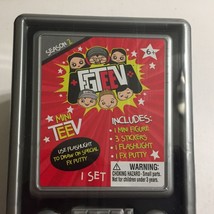 SEASON 2
6+
FGTEEV
MINI
TEEV
USE FLASHLIGHT
TO DRAW ON SPECIAL
FX PUTTY
1 SET
INCLUDES:
• 1 MINI FIGURE
• 3 STICKERS
• 1 FLASHLIGHT
• 1 FX PUTTY
WARNING:
CHOKING HAZARD - Small parts.
Not for children under 3 years.